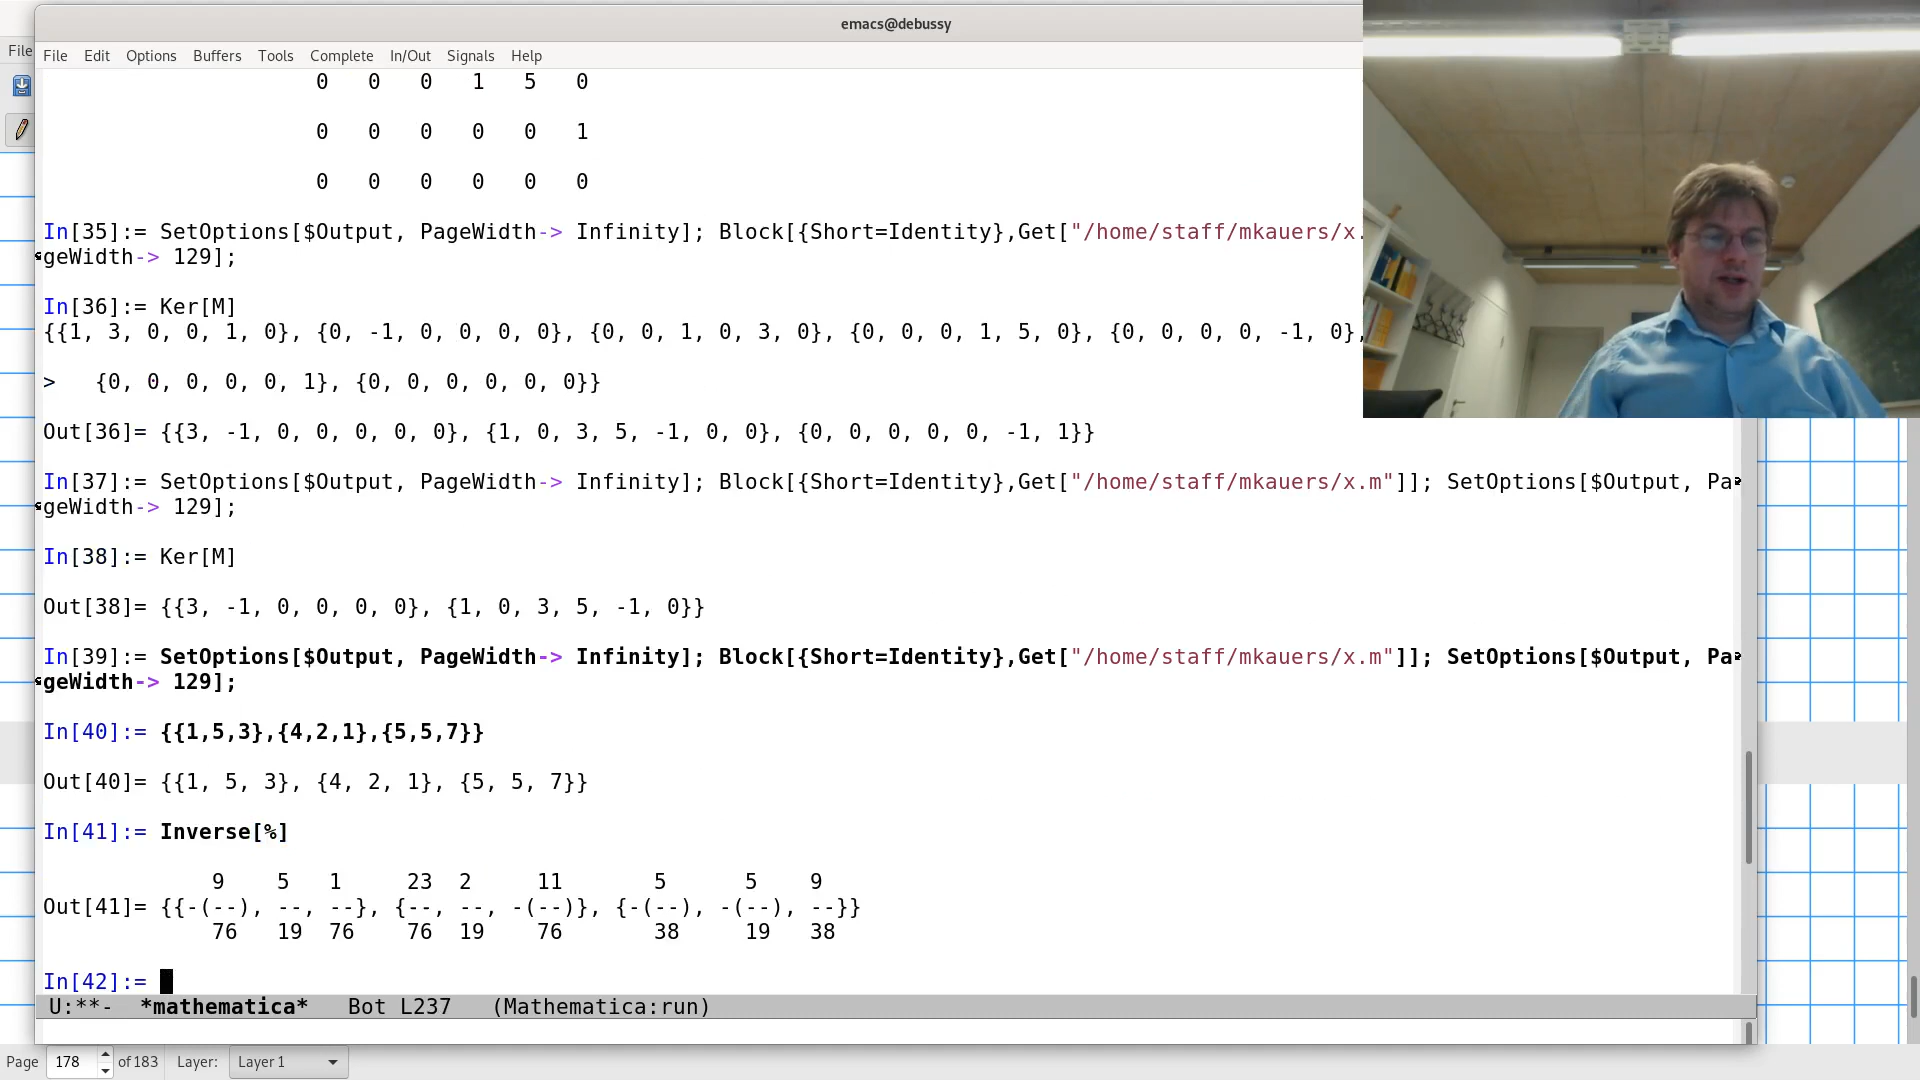 emacs@debussy
File
File Edit Options Buffers Tools Complete In/Out Signals Help
0 0 0 1 5 0
0 0 0 0 0 1
0 0 0 0 0 0
In[35]:= SetOptions[$Output, PageWidth-> Infinity]; Block[{Short=Identity},Get["/home/staff/mkauers/x.
geWidth-> 129];
In[36]:= Ker[M]
{{1, 3, 0, 0, 1, 0}, {0, -1, 0, 0, 0, 0}, {0, 0, 1, 0, 3, 0}, {0, 0, 0, 1, 5, 0}, {0, 0, 0, 0, -1, 0},
> {0, 0, 0, 0, 0, 1}, {0, 0, 0, 0, 0, 0}}
Out[36]= {{3, -1, 0, 0, 0, 0, 0}, {1, 0, 3, 5, -1, 0, 0}, {0, 0, 0, 0, 0, -1, 1}}
In[37]:= SetOptions[$Output, PageWidth-> Infinity]; Block[{Short=Identity},Get["/home/staff/mkauers/x.m"]]; SetOptions[$Output, Pa
geWidth-> 129];
In[38]:= Ker[M]
Out[38]= {{3, -1, 0, 0, 0, 0}, {1, 0, 3, 5, -1, 0}}
In[39]:= SetOptions[$Output, PageWidth-> Infinity]; Block[{Short=Identity},Get["/home/staff/mkauers/x.m"]]; SetOptions[$Output, Pa
geWidth-> 129];
In[40]:= {{1,5,3},{4,2,1},{5,5,7}}
Out[40]= {{1, 5, 3}, {4, 2, 1}, {5, 5, 7}}
In[41]:= Inverse[%]
9 5 1 23 2 11 5 5 9
Out[41]= {{-(--), --, --}, {--, --, -(--)}, {-(--), -(--), --}}
76 19 76 76 19 76 38 19 38
In[42]:=
U:**- *mathematica* Bot L237 (Mathematica:run)
Page 178 of 183 Layer: Layer 1